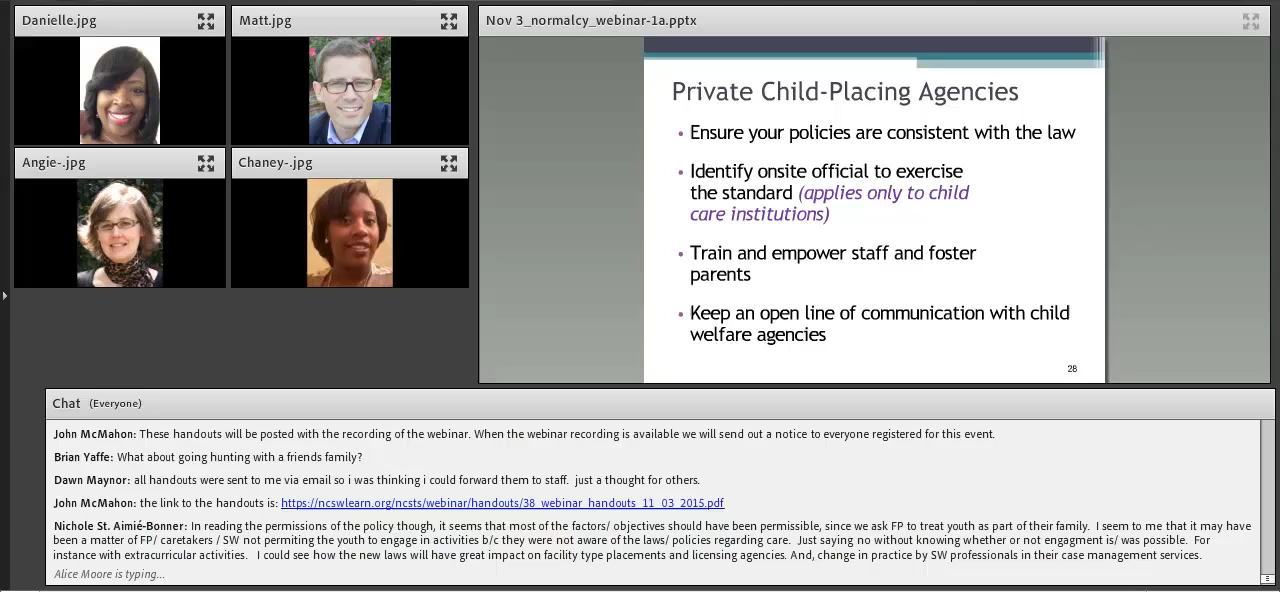 Danielle.jpg
Matt.jpg
Angie-.jpg
Chaney-.jpg
Nov 3_normalcy_webinar-1a.pptx
Private Child-Placing Agencies
• Ensure your policies are consistent with the law
• Identify onsite official to exercise
the standard (applies only to child
care institutions)
• Train and empower staff and foster
parents
• Keep an open line of communication with child
welfare agencies
28
Chat (Everyone)
John McMahon: These handouts will be posted with the recording of the webinar. When the webinar recording is available we will send out a notice to everyone registered for this event.
Brian Yaffe: What about going hunting with a friends family?
Dawn Maynor: all handouts were sent to me via email so i was thinking i could forward them to staff. just a thought for others.
John McMahon: the link to the handouts is: https://ncswlearn.org/ncsts/webinar/handouts/38_webinar_handouts_11_03_2015.pdf
Nichole St. Aimié-Bonner: In reading the permissions of the policy though, it seems that most of the factors/ objectives should have been permissible, since we ask FP to treat youth as part of their family. I seem to me that it may have
been a matter of FP/ caretakers / SW not permiting the youth to engage in activities b/c they were not aware of the laws/ policies regarding care. Just saying no without knowing whether or not engagment is/ was possible. For
instance with extracurricular activities. I could see how the new laws will have great impact on facility type placements and licensing agencies. And, change in practice by SW professionals in their case management services.
Alice Moore is typing...